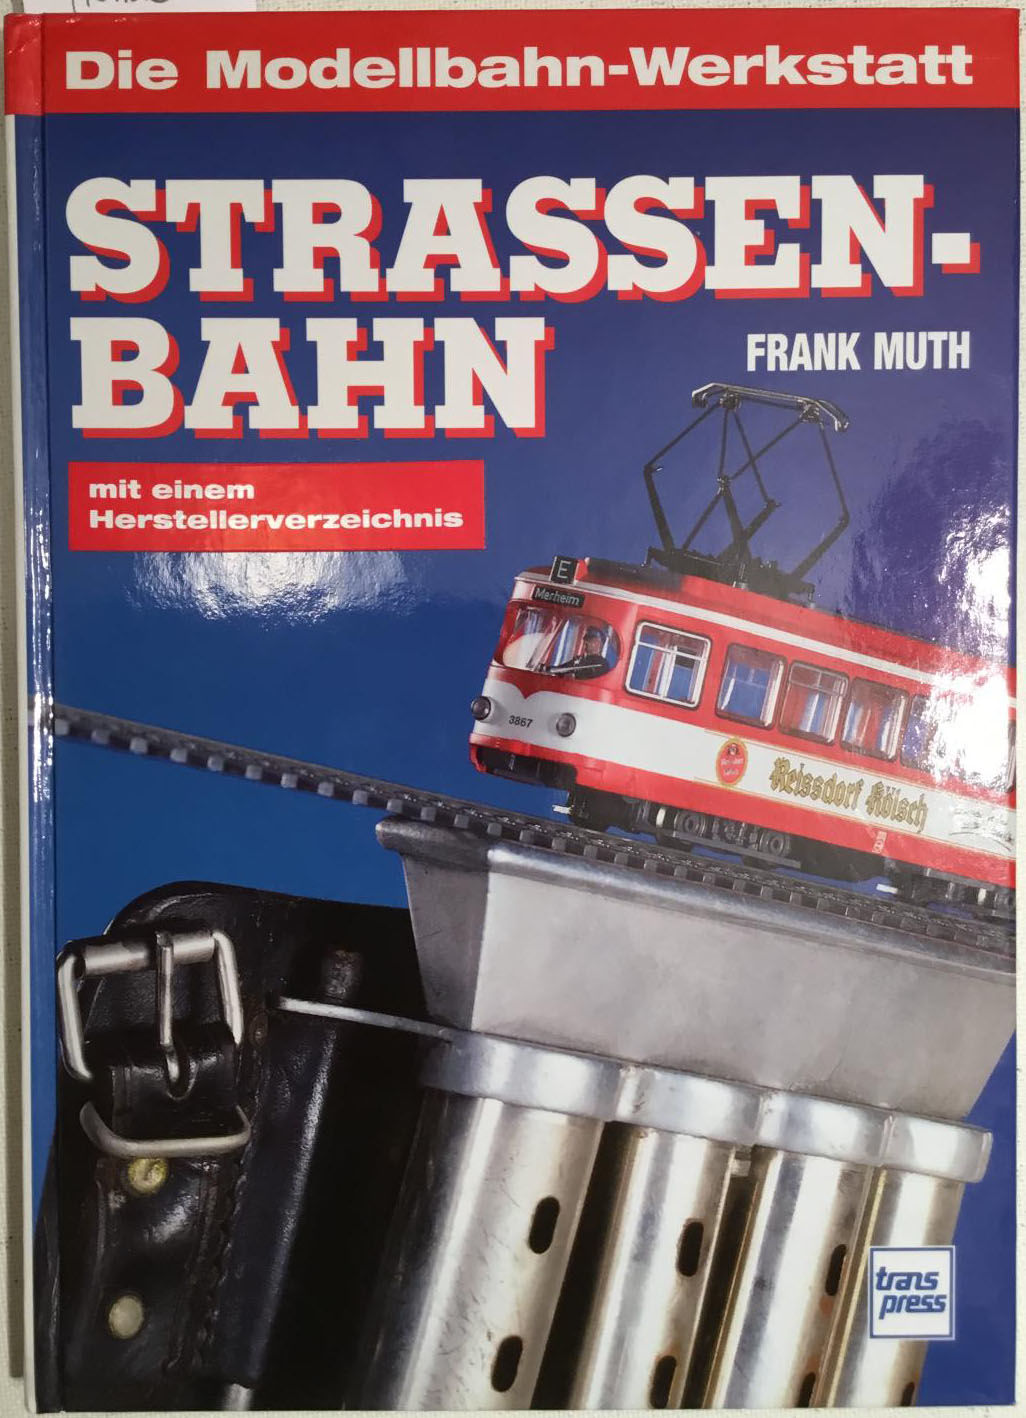 Die Modellbahn-Werkstatt
STRASSEN-
BAHN
FRANK MUTH
mit einem
Herstellerverzeichnis
E
Merheim
3867
Reissdorf Kölsch
trans
press